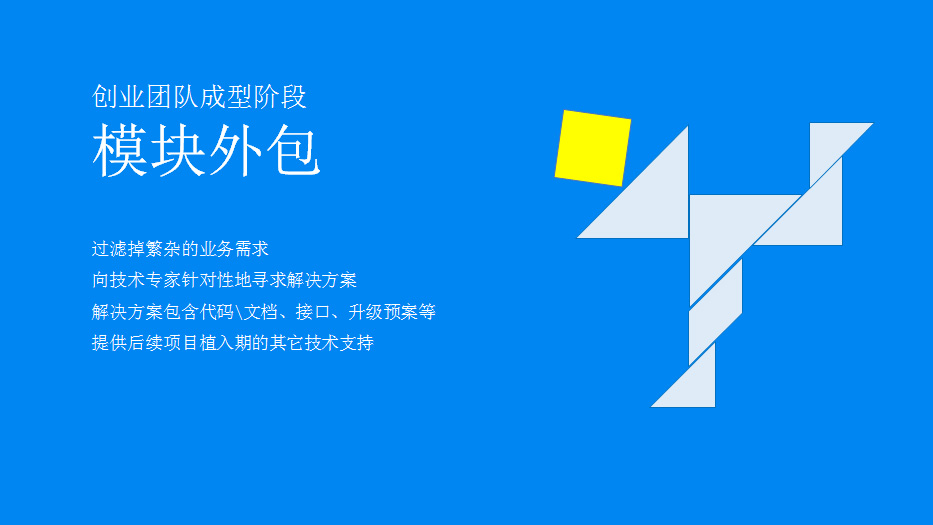 创业团队成型阶段
模块外包
过滤掉繁杂的业务需求
向技术专家针对性地寻求解决方案
解决方案包含代码\文档、接口、升级预案等
提供后续项目植入期的其它技术支持